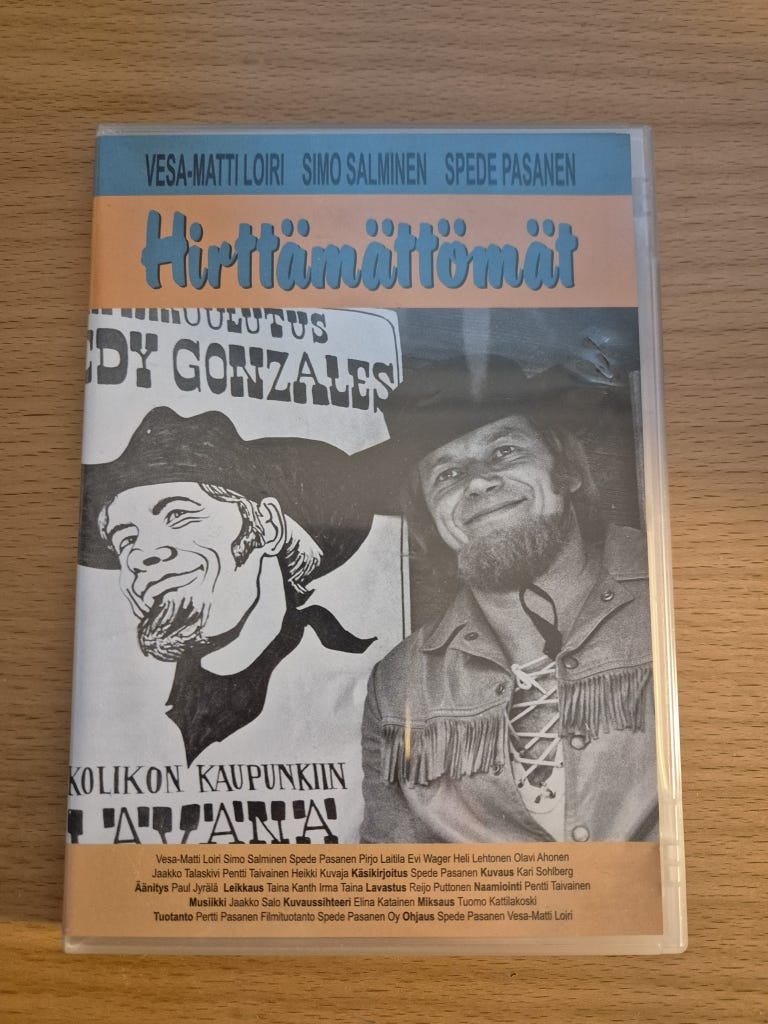 VESA-MATTI LOIRI SIMO SALMINEN SPEDE PASANEN
Hirttämättömät
EDY GONZALES
KOLIKON KAUPUNKIIN
Vesa-Matti Loiri Simo Salminen Spede Pasanen Pirjo Laitila Evi Wager Heli Lehtonen Olavi Ahonen
Jaakko Talaskivi Pentti Taivainen Heikki Kuvaja Käsikirjoitus Spede Pasanen Kuvaus Kari Sohlberg
Äänitys Paul Jyrälä Leikkaus Taina Kanth Irma Taina Lavastus Reijo Puttonen Naamiointi Pentti Taivainen
Musiikki Jaakko Salo Kuvaussihteeri Elina Katainen Miksaus Tuomo Kattilakoski
Tuotanto Pertti Pasanen Filmituotanto Spede Pasanen Oy Ohjaus Spede Pasanen Vesa-Matti Loiri